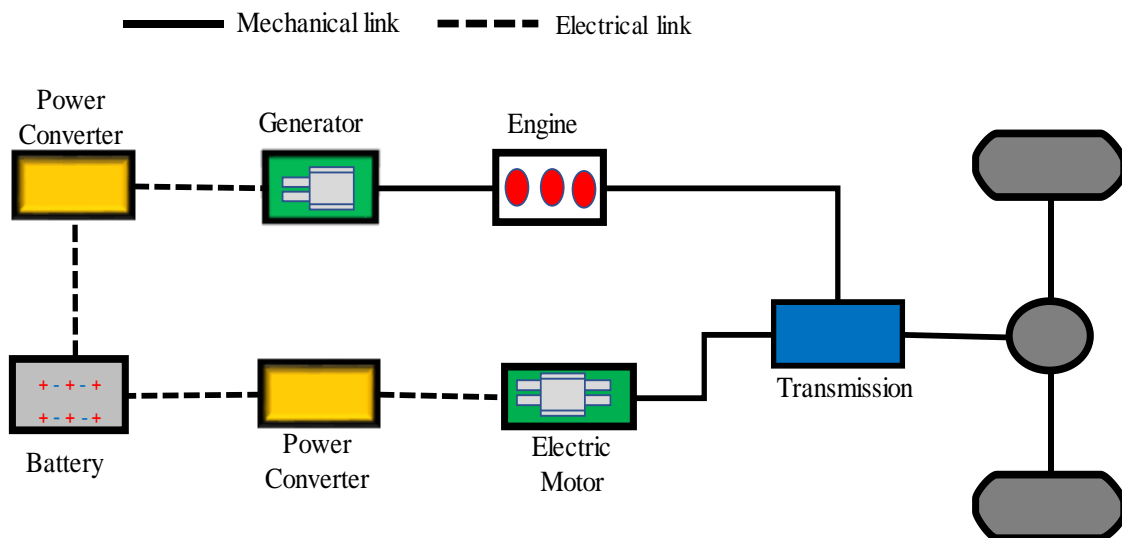 Mechanical link
Electrical link
Power
Converter
Generator
Engine
Transmission
+ - + - +
+ - + - +
Battery
Power
Converter
Electric
Motor